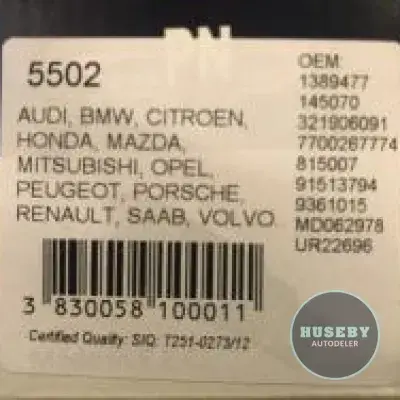 5502
AUDI, BMW, CITROEN,
HONDA, MAZDA,
MITSUBISHI, OPEL,
PEUGEOT, PORSCHE,
RENAULT, SAAB, VOLVO
3 830058 100011
Certified Quality: SIQ: T251-0273/12
OEM:
1389477
145070
321906091
7700267774
815007
91513794
9361015
MD062978
UR22696
HUSEBY
AUTODELER